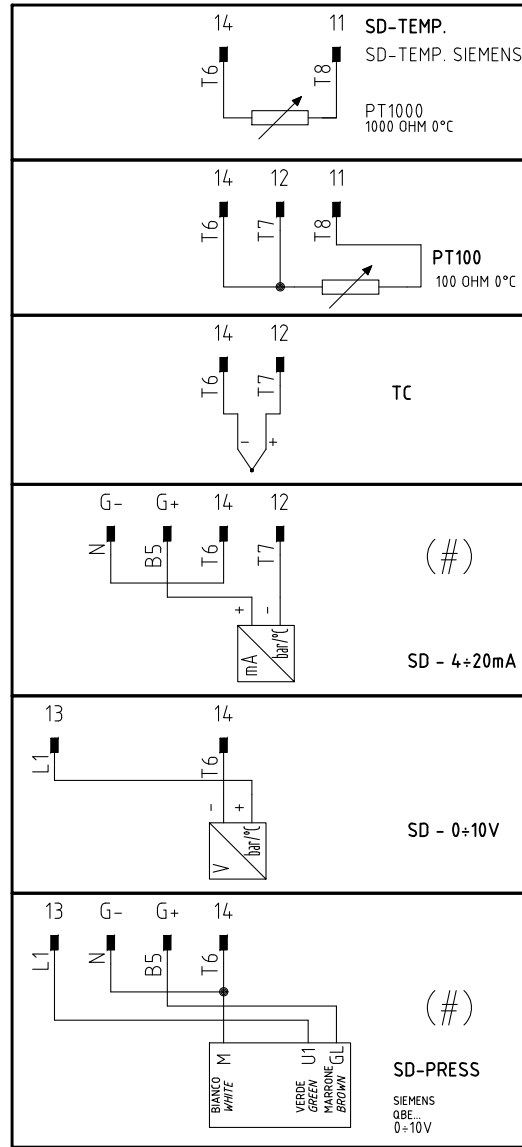 14 11 SD-TEMP.
SD-TEMP. SIEMENS
T6 T8
PT1000
1000 OHM 0°C
14 12 11
T6 T7 T8
PT100
100 OHM 0°C
14 12
T6 T7
TC
- +
G- G+ 14 12
N B5 T6 T7
(#)
+ -
mA bar/°C
SD - 4÷20mA
13 14
L1 T6
- +
V bar/°C
SD - 0÷10V
13 G- G+ 14
L1 N B5 T6
(#)
M U1 GL
BIANCO VERDE MARRONE
WHITE GREEN BROWN
SD-PRESS
SIEMENS
QBE...
0÷10V